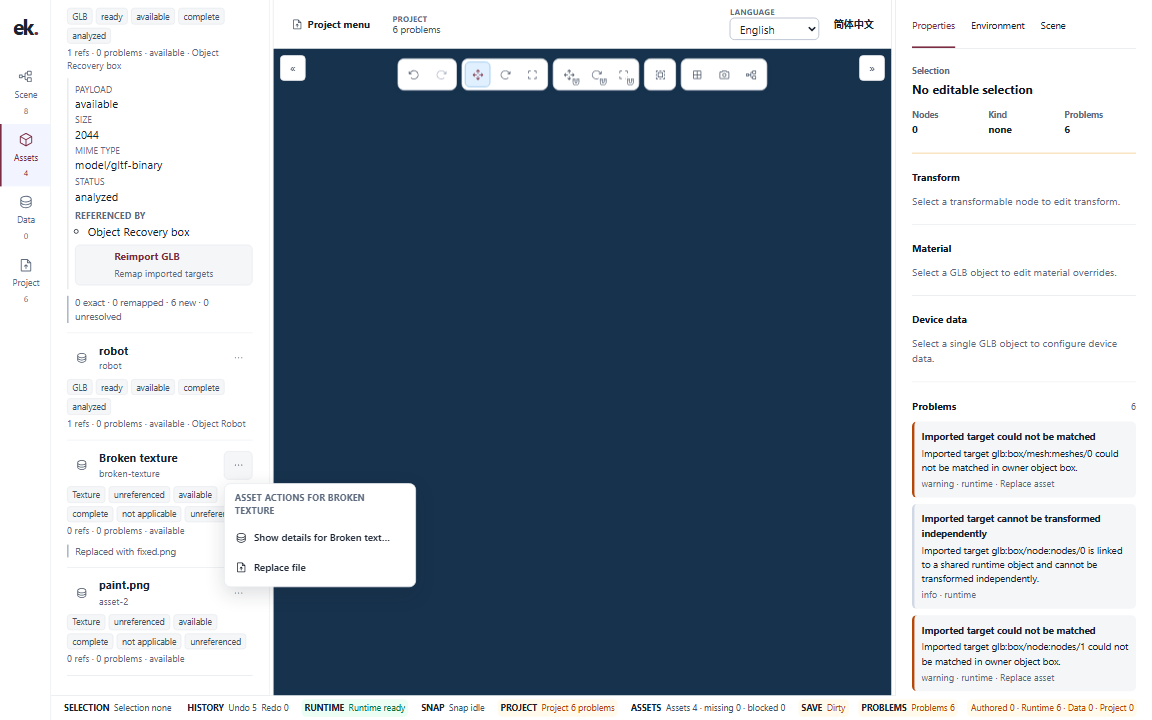 ek.
Scene
8
Assets
4
Data
0
Project
6
GLB ready available complete
analyzed
1 refs · 0 problems · available · Object
Recovery box
PAYLOAD
available
SIZE
2044
MIME TYPE
model/gltf-binary
STATUS
analyzed
REFERENCED BY
Object Recovery box
Reimport GLB
Remap imported targets
0 exact · 0 remapped · 6 new · 0
unresolved
robot
robot
...
GLB ready available complete
analyzed
1 refs · 0 problems · available · Object Robot
Broken texture
broken-texture
...
Texture unreferenced available
complete not applicable
0 refs · 0 problems · available
Replaced with fixed.png
paint.png
asset-2
...
Texture unreferenced available
complete not applicable unreferenced
0 refs · 0 problems · available
Project menu
PROJECT
6 problems
LANGUAGE
English
简体中文
«
»
ASSET ACTIONS FOR BROKEN
TEXTURE
Show details for Broken text...
Replace file
Properties Environment Scene
Selection
No editable selection
Nodes Kind Problems
0 none 6
Transform
Select a transformable node to edit transform.
Material
Select a GLB object to edit material overrides.
Device data
Select a single GLB object to configure device
data.
Problems 6
Imported target could not be matched
Imported target glb:box/mesh:meshes/0 could
not be matched in owner object box.
warning · runtime · Replace asset
Imported target cannot be transformed
independently
Imported target glb:box/node:nodes/0 is linked
to a shared runtime object and cannot be
transformed independently.
info · runtime
Imported target could not be matched
Imported target glb:box/node:nodes/1 could not
be matched in owner object box.
warning · runtime · Replace asset
SELECTION Selection none HISTORY Undo 5 Redo 0 RUNTIME Runtime ready SNAP Snap idle PROJECT Project 6 problems ASSETS Assets 4 · missing 0 · blocked 0 SAVE Dirty PROBLEMS Problems 6 Authored 0 · Runtime 6 · Data 0 · Project 0